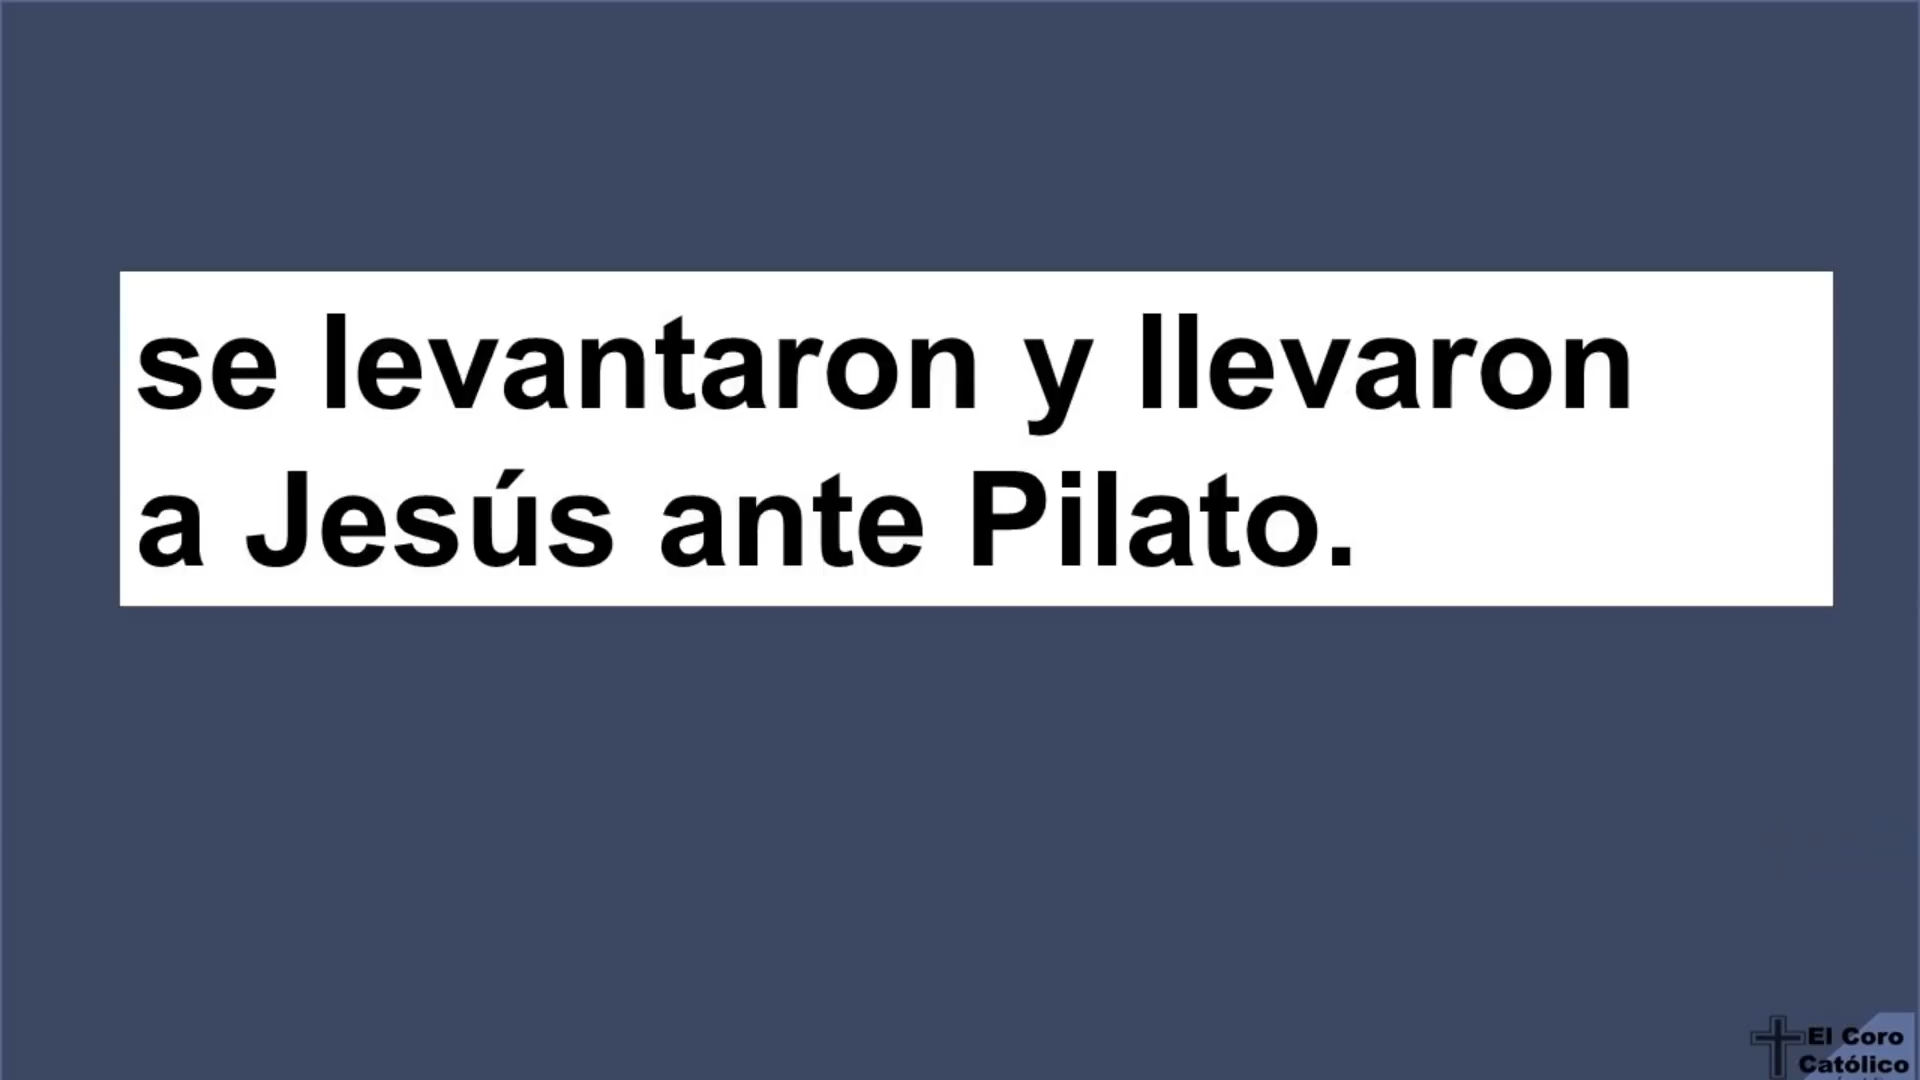 se levantaron y llevaron
a Jesús ante Pilato.
El Coro
Católico